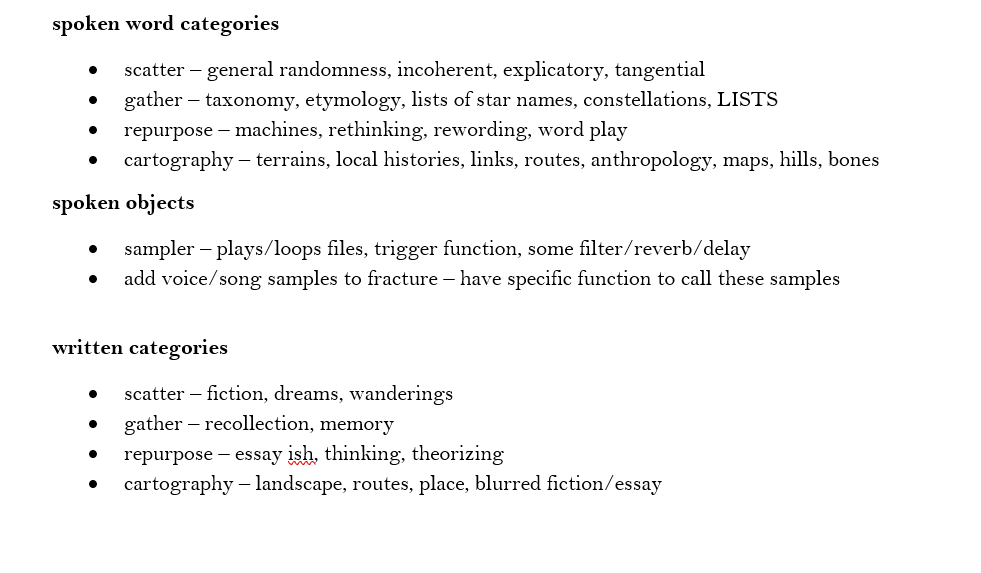 spoken word categories
• scatter – general randomness, incoherent, explicatory, tangential
• gather – taxonomy, etymology, lists of star names, constellations, LISTS
• repurpose – machines, rethinking, rewording, word play
• cartography – terrains, local histories, links, routes, anthropology, maps, hills, bones
spoken objects
• sampler – plays/loops files, trigger function, some filter/reverb/delay
• add voice/song samples to fracture – have specific function to call these samples
written categories
• scatter – fiction, dreams, wanderings
• gather – recollection, memory
• repurpose – essay ish, thinking, theorizing
• cartography – landscape, routes, place, blurred fiction/essay